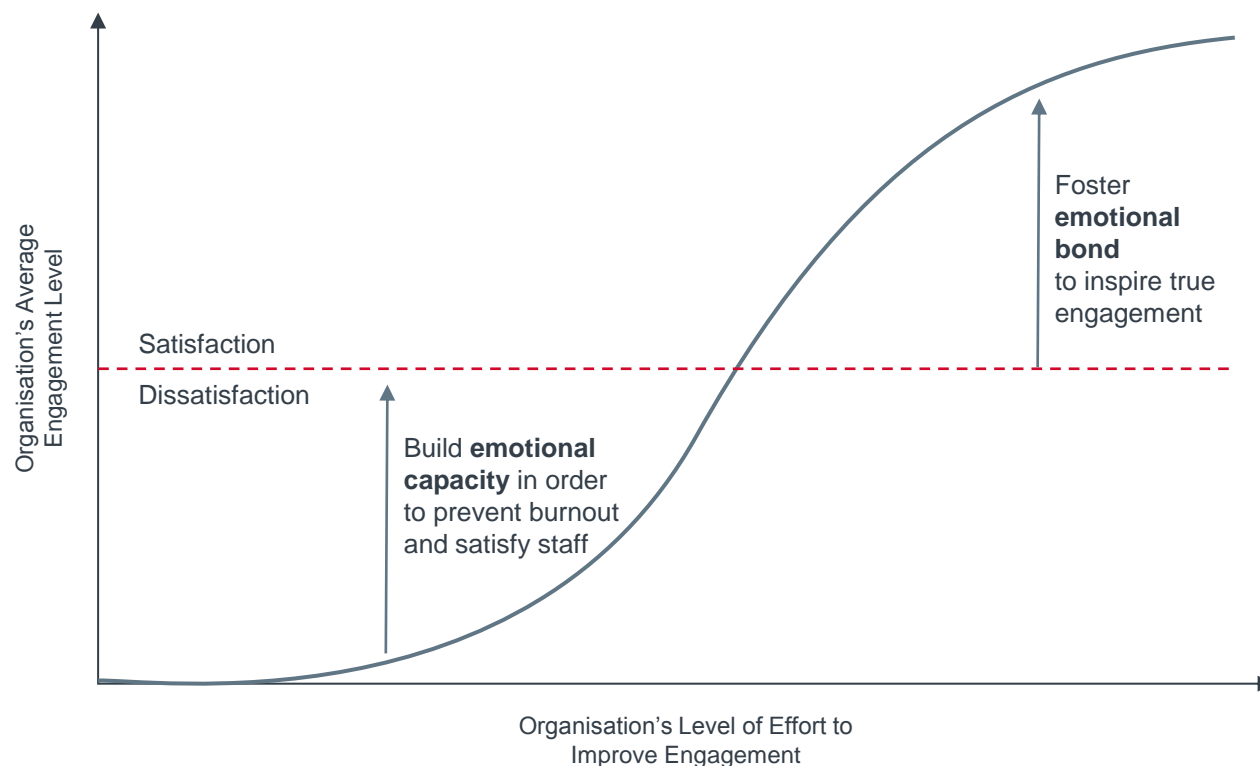 Organisation’s Average
Engagement Level
Satisfaction
Dissatisfaction
Build emotional
capacity in order
to prevent burnout
and satisfy staff
Foster
emotional
bond
to inspire true
engagement
Organisation’s Level of Effort to
Improve Engagement